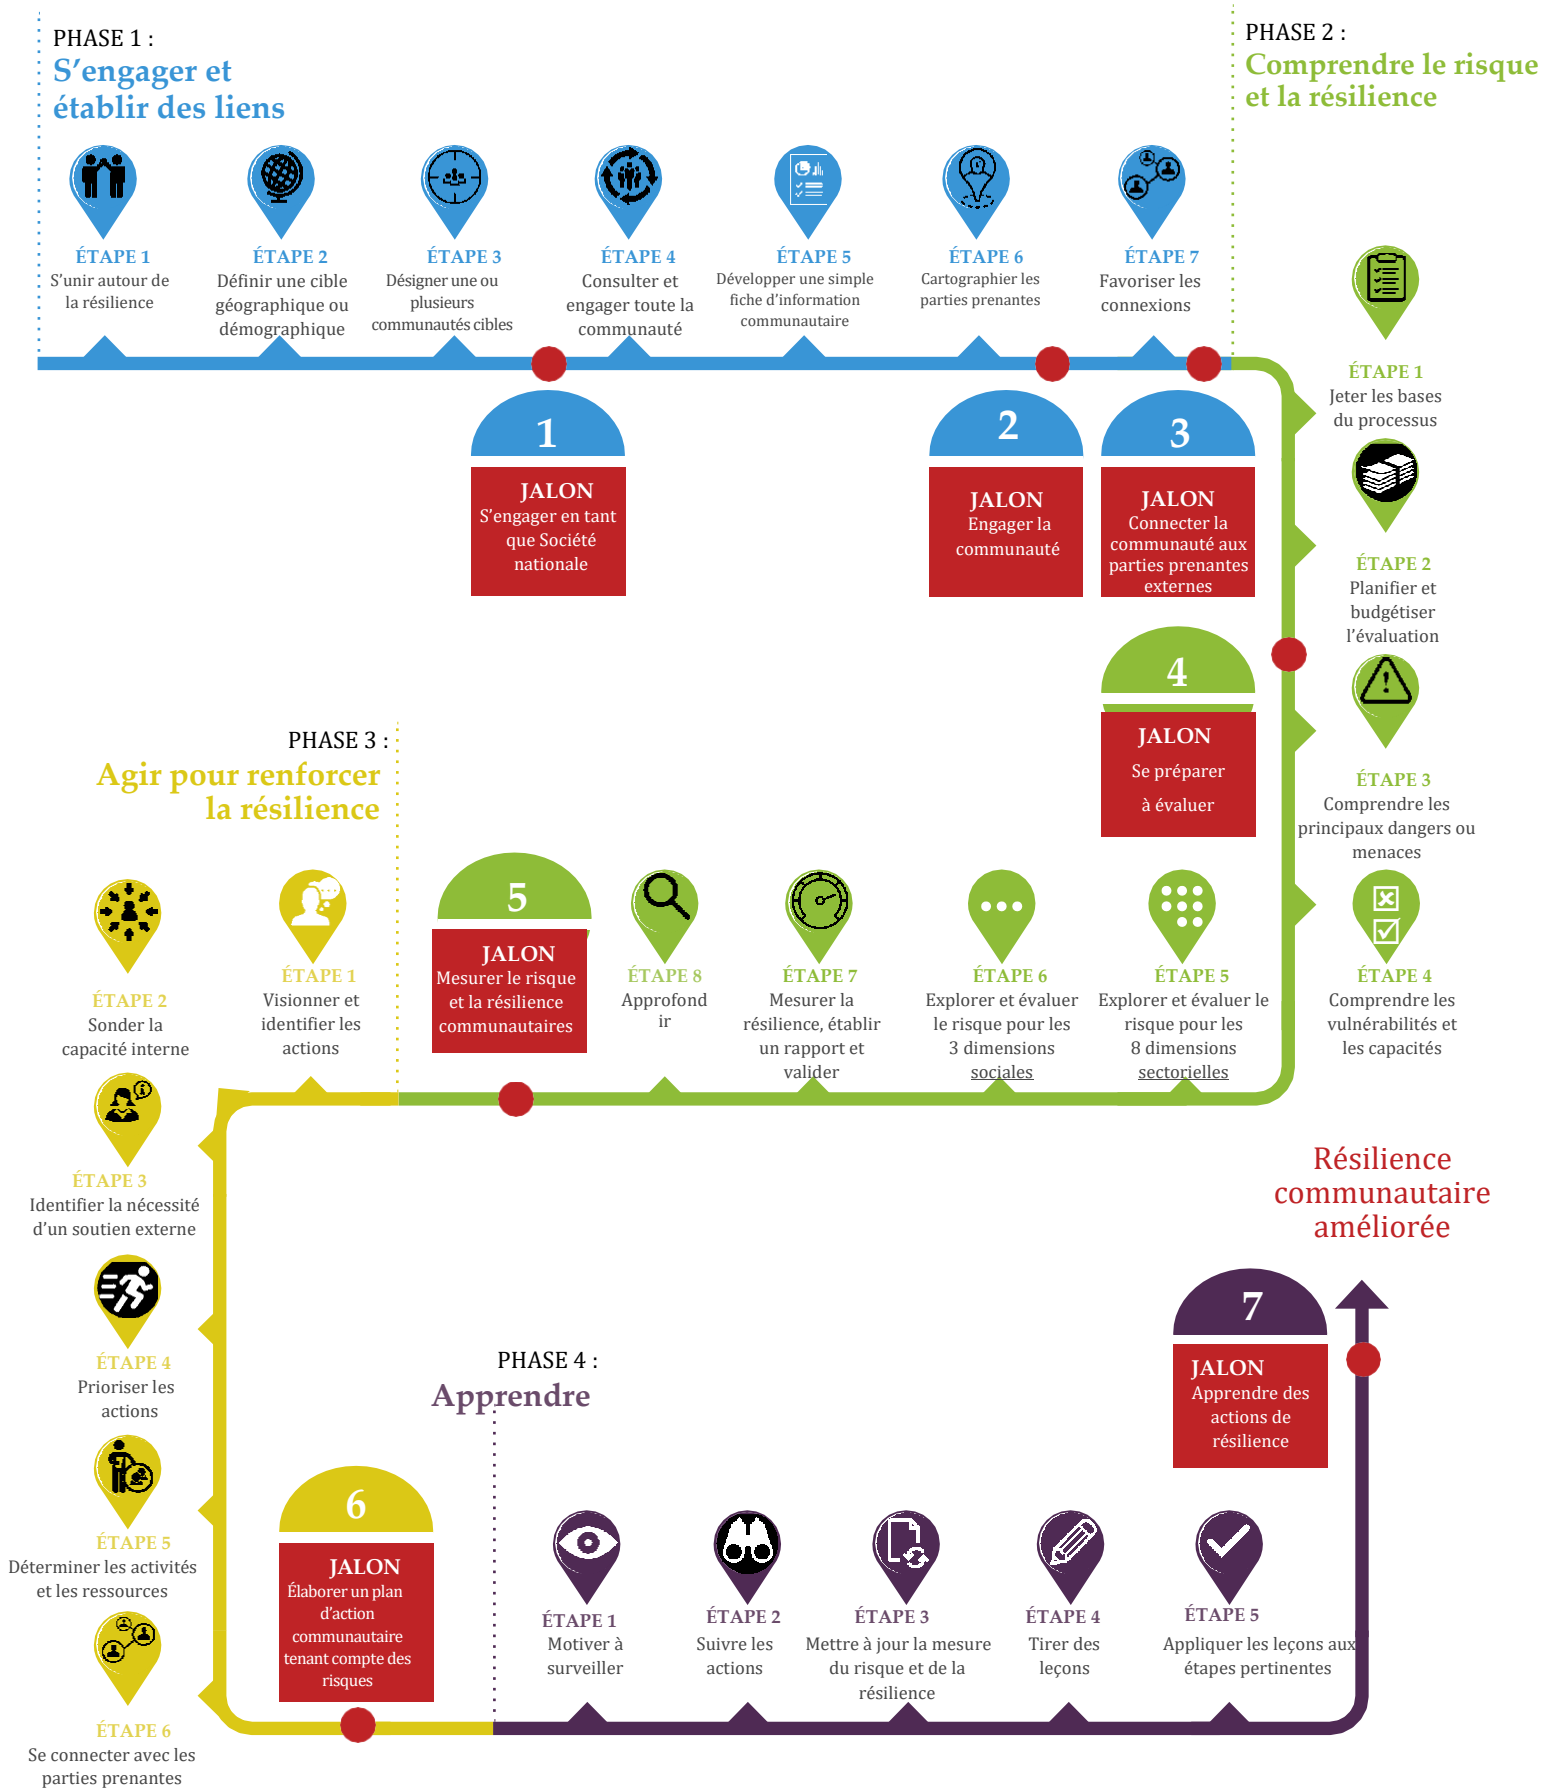 PHASE 1 :
S’engager et
établir des liens
ÉTAPE 1
S’unir autour de
la résilience
ÉTAPE 2
Définir une cible
géographique ou
démographique
ÉTAPE 3
Désigner une ou
plusieurs
communautés cibles
ÉTAPE 4
Consulter et
engager toute la
communauté
ÉTAPE 5
Développer une simple
fiche d’information
communautaire
ÉTAPE 6
Cartographier les
parties prenantes
ÉTAPE 7
Favoriser les
connexions
1
JALON
S’engager en tant
que Société
nationale
2
JALON
Engager la
communauté
3
JALON
Connecter la
communauté aux
parties prenantes
externes
PHASE 2 :
Comprendre le risque
et la résilience
ÉTAPE 1
Jeter les bases
du processus
ÉTAPE 2
Planifier et
budgétiser
l’évaluation
4
JALON
Se préparer
à évaluer
ÉTAPE 3
Comprendre les
principaux dangers ou
menaces
ÉTAPE 4
Comprendre les
vulnérabilités et
les capacités
ÉTAPE 5
Explorer et évaluer le
risque pour les
8 dimensions
sectorielles
ÉTAPE 6
Explorer et évaluer
le risque pour les
3 dimensions
sociales
ÉTAPE 7
Mesurer la
résilience, établir
un rapport et
valider
ÉTAPE 8
Approfond
ir
5
JALON
Mesurer le risque
et la résilience
communautaires
PHASE 3 :
Agir pour renforcer
la résilience
ÉTAPE 1
Visionner et
identifier les
actions
ÉTAPE 2
Sonder la
capacité interne
ÉTAPE 3
Identifier la nécessité
d’un soutien externe
ÉTAPE 4
Prioriser les
actions
ÉTAPE 5
Déterminer les activités
et les ressources
ÉTAPE 6
Se connecter avec les
parties prenantes
6
JALON
Élaborer un plan
d’action
communautaire
tenant compte des
risques
PHASE 4 :
Apprendre
ÉTAPE 1
Motiver à
surveiller
ÉTAPE 2
Suivre les
actions
ÉTAPE 3
Mettre à jour la mesure
du risque et de la
résilience
ÉTAPE 4
Tirer des
leçons
ÉTAPE 5
Appliquer les leçons aux
étapes pertinentes
7
JALON
Apprendre des
actions de
résilience
Résilience
communautaire
améliorée